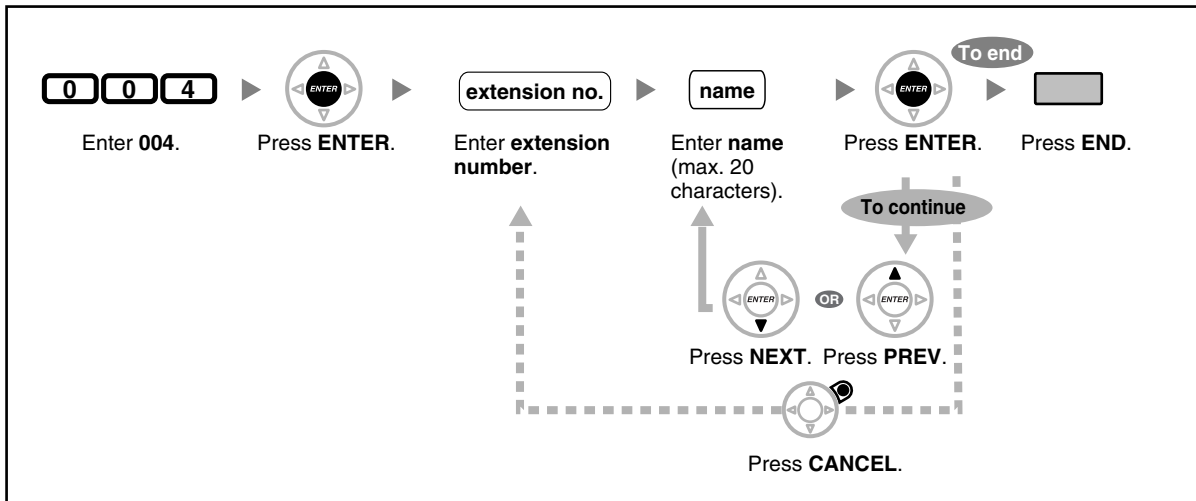 To end
0 0 4
ENTER
extension no.
name
ENTER
Enter 004.
Press ENTER.
Enter extension
number.
Enter name
(max. 20
characters).
Press ENTER.
Press END.
To continue
ENTER
OR
ENTER
Press NEXT.
Press PREV.
Press CANCEL.